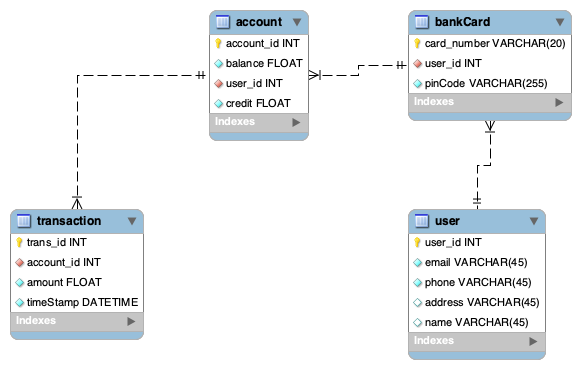 account
account_id INT
balance FLOAT
user_id INT
credit FLOAT
Indexes
bankCard
card_number VARCHAR(20)
user_id INT
pinCode VARCHAR(255)
Indexes
transaction
trans_id INT
account_id INT
amount FLOAT
timeStamp DATETIME
Indexes
user
user_id INT
email VARCHAR(45)
phone VARCHAR(45)
address VARCHAR(45)
name VARCHAR(45)
Indexes